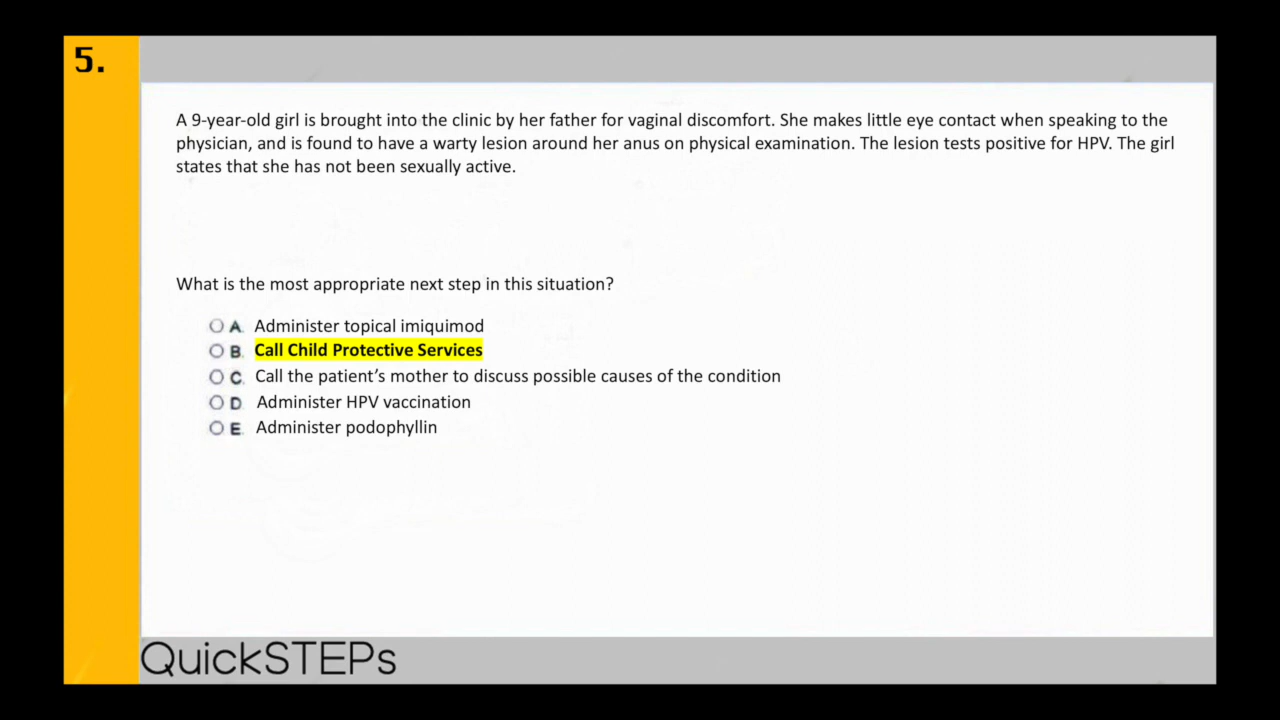 5.
A 9-year-old girl is brought into the clinic by her father for vaginal discomfort. She makes little eye contact when speaking to the
physician, and is found to have a warty lesion around her anus on physical examination. The lesion tests positive for HPV. The girl
states that she has not been sexually active.
What is the most appropriate next step in this situation?
A. Administer topical imiquimod
B. Call Child Protective Services
C. Call the patient's mother to discuss possible causes of the condition
D. Administer HPV vaccination
E. Administer podophyllin
QuickSTEPs